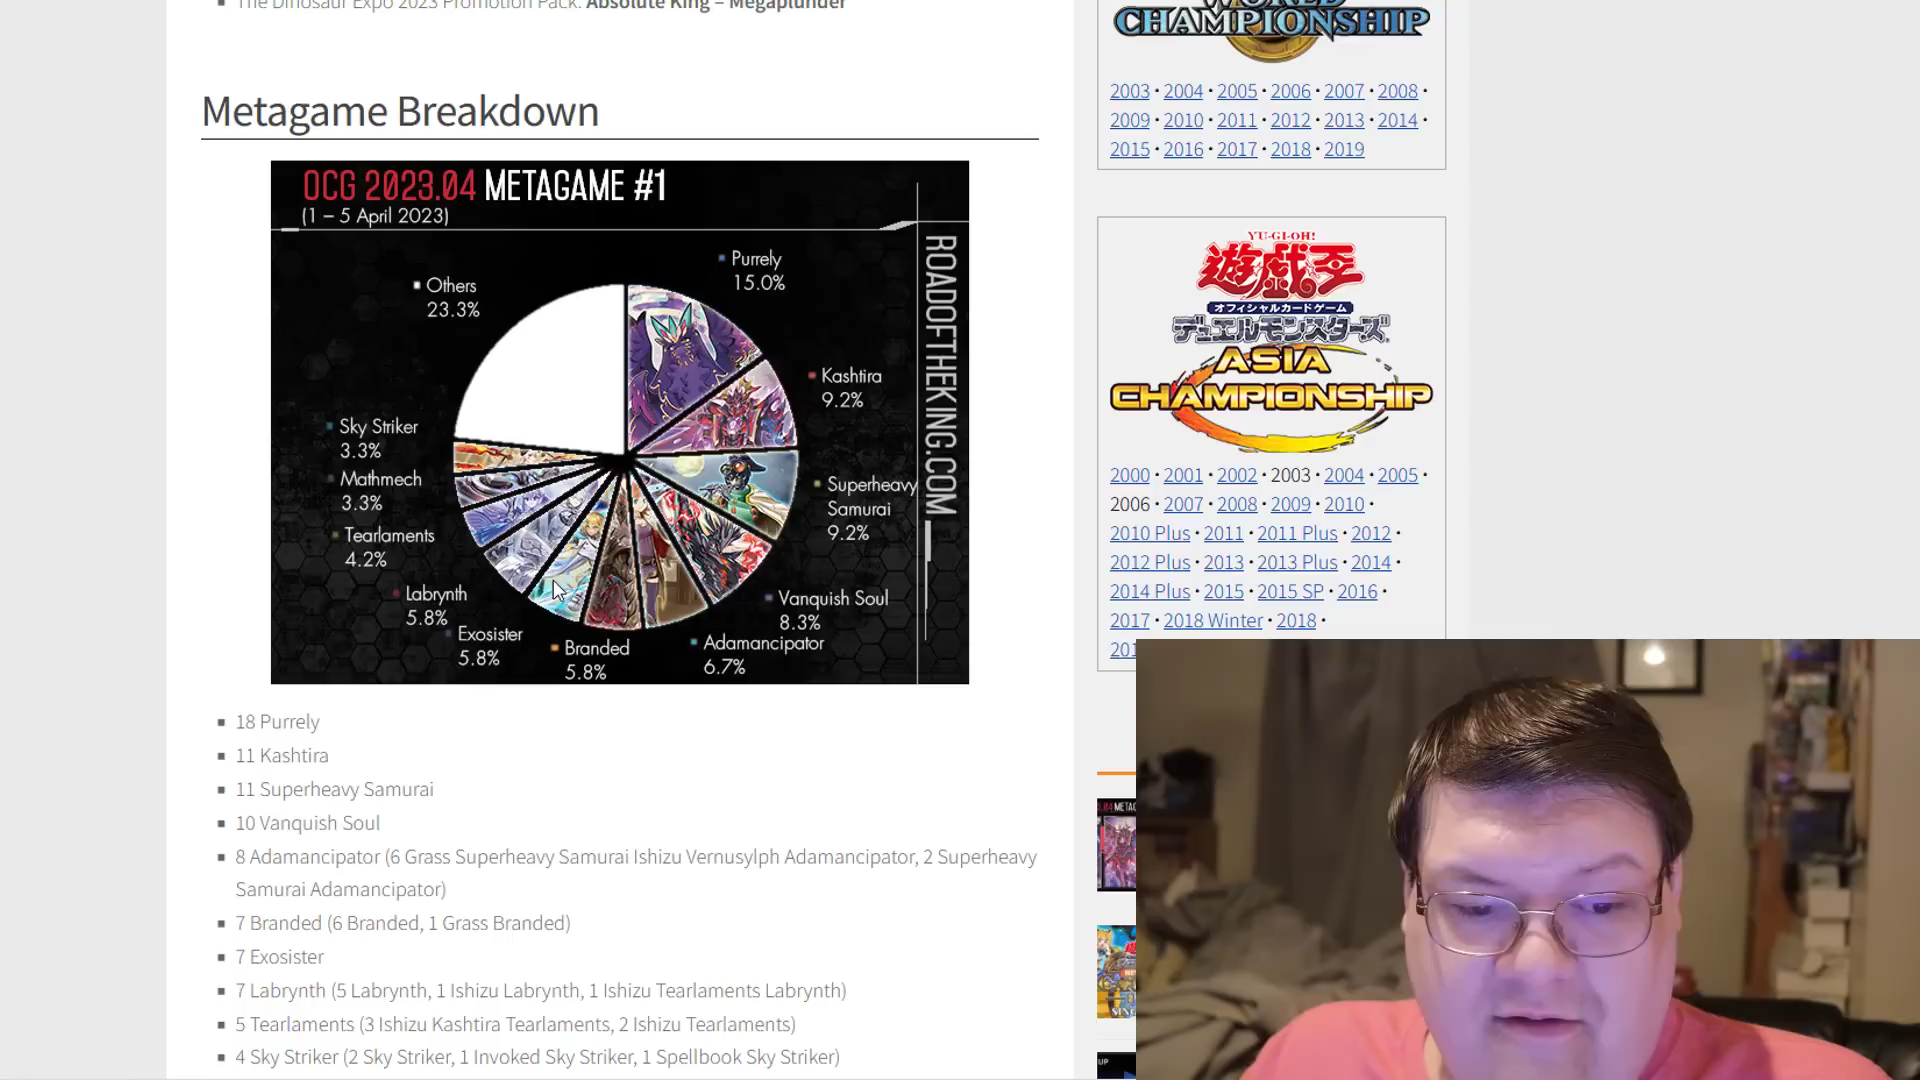 The Dinosaur Expo 2023 Promotion Pack: Absolute King – Megaplunder
Metagame Breakdown
OCG 2023.04 METAGAME #1
(1 – 5 April 2023)
ROADOFTHEKING.COM
Purrely
15.0%
Kashtira
9.2%
Superheavy
Samurai
9.2%
Vanquish Soul
8.3%
Adamancipator
6.7%
Branded
5.8%
Exosister
5.8%
Labrynth
5.8%
Tearlaments
4.2%
Mathmech
3.3%
Sky Striker
3.3%
Others
23.3%
18 Purrely
11 Kashtira
11 Superheavy Samurai
10 Vanquish Soul
8 Adamancipator (6 Grass Superheavy Samurai Ishizu Vernusylph Adamancipator, 2 Superheavy
Samurai Adamancipator)
7 Branded (6 Branded, 1 Grass Branded)
7 Exosister
7 Labrynth (5 Labrynth, 1 Ishizu Labrynth, 1 Ishizu Tearlaments Labrynth)
5 Tearlaments (3 Ishizu Kashtira Tearlaments, 2 Ishizu Tearlaments)
4 Sky Striker (2 Sky Striker, 1 Invoked Sky Striker, 1 Spellbook Sky Striker)
WORLD
CHAMPIONSHIP
2003 • 2004 • 2005 • 2006 • 2007 • 2008 •
2009 • 2010 • 2011 • 2012 • 2013 • 2014 •
2015 • 2016 • 2017 • 2018 • 2019
YU-GI-OH!
遊戯王
オフィシャルカードゲーム
デュエルモンスターズ
ASIA
CHAMPIONSHIP
2000 • 2001 • 2002 • 2003 • 2004 • 2005 •
2006 • 2007 • 2008 • 2009 • 2010 •
2010 Plus • 2011 • 2011 Plus • 2012 •
2012 Plus • 2013 • 2013 Plus • 2014 •
2014 Plus • 2015 • 2015 SP • 2016 •
2017 • 2018 Winter • 2018 •